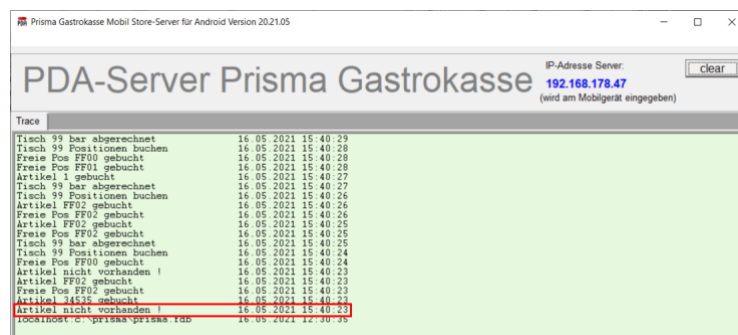 Prisma Gastrokasse Mobil Store-Server für Android Version 20.21.05
PDA-Server Prisma Gastrokasse
IP-Adresse Server:
192.168.178.47
(wird am Mobilgerät eingegeben)
clear
Trace
Tisch 99 bar abgerechnet 16.05.2021 15:40:29
Tisch 99 Positionen buchen 16.05.2021 15:40:28
Freie Pos FF00 gebucht 16.05.2021 15:40:28
Freie Pos FF01 gebucht 16.05.2021 15:40:28
Artikel 1 gebucht 16.05.2021 15:40:27
Tisch 99 bar abgerechnet 16.05.2021 15:40:27
Tisch 99 Positionen buchen 16.05.2021 15:40:26
Artikel FF02 gebucht 16.05.2021 15:40:26
Freie Pos FF02 gebucht 16.05.2021 15:40:26
Artikel FF02 gebucht 16.05.2021 15:40:25
Freie Pos FF02 gebucht 16.05.2021 15:40:25
Tisch 99 bar abgerechnet 16.05.2021 15:40:25
Tisch 99 Positionen buchen 16.05.2021 15:40:24
Freie Pos FF00 gebucht 16.05.2021 15:40:24
Artikel nicht vorhanden ! 16.05.2021 15:40:23
Artikel FF02 gebucht 16.05.2021 15:40:23
Freie Pos FF02 gebucht 16.05.2021 15:40:23
Artikel 34535 gebucht 16.05.2021 15:40:23
Artikel nicht vorhanden ! 16.05.2021 15:40:23
localhost:c:\prisma\prisma.fdb 16.05.2021 12:30:35